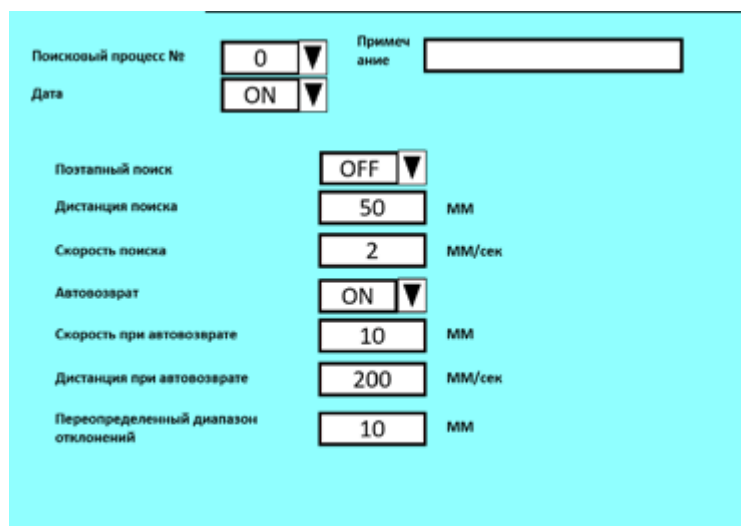 Поисковый процесс № 0 Примеч
ание
Дата ON
Поэтапный поиск OFF
Дистанция поиска 50 ММ
Скорость поиска 2 ММ/сек
Автовозврат ON
Скорость при автовозврате 10 ММ
Дистанция при автовозврате 200 ММ/сек
Переопределенный диапазон
отклонений 10 ММ